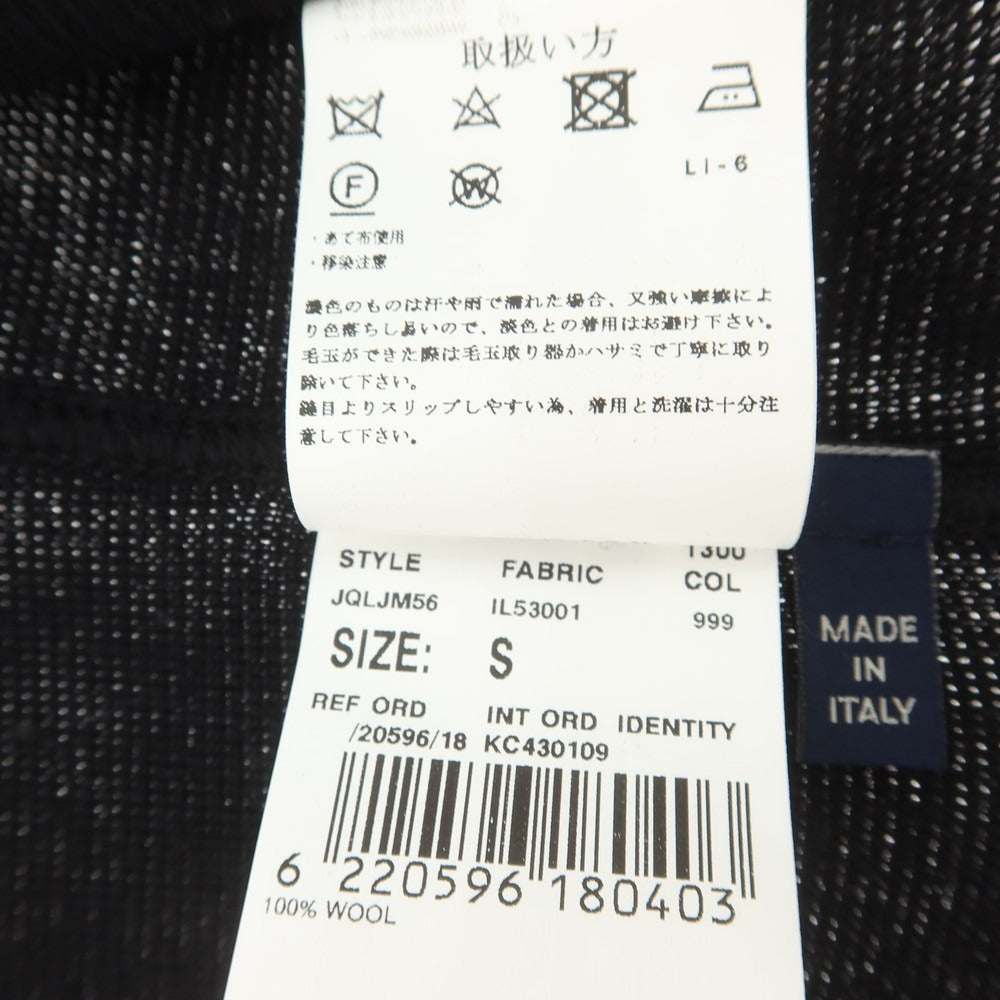 取扱い方
LI-6
F
W
・あて布使用
・移染注意
濃色のものは汗や雨で濡れた場合、又強い摩擦によ
り色落ちし易いので、淡色との着用はお避け下さい。
毛玉ができた際は毛玉取り器かハサミで丁寧に取り
除いて下さい。
縫目よりスリップしやすい為、着用と洗濯は十分注
意して下さい。
1300
STYLE FABRIC COL
JQLJM56 IL53001 999
SIZE: S
REF ORD INT ORD IDENTITY
/20596/18 KC430109
6 220596 180403
100% WOOL
MADE
IN
ITALY